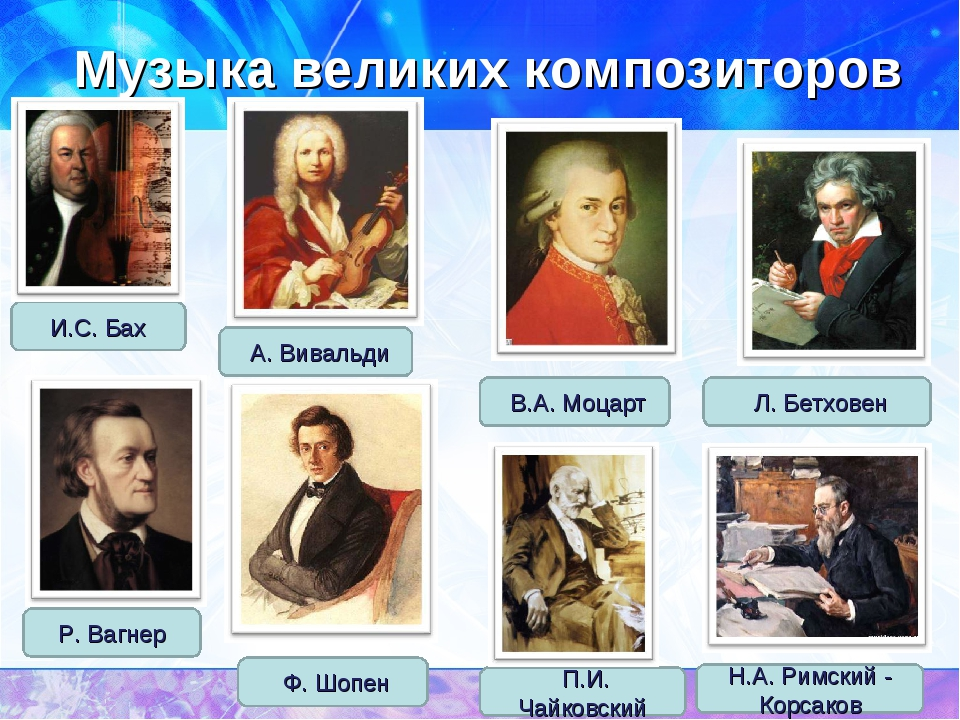 Музыка великих композиторов
И.С. Бах
А. Вивальди
В.А. Моцарт
Л. Бетховен
Р. Вагнер
Ф. Шопен
П.И.
Чайковский
Н.А. Римский -
Корсаков